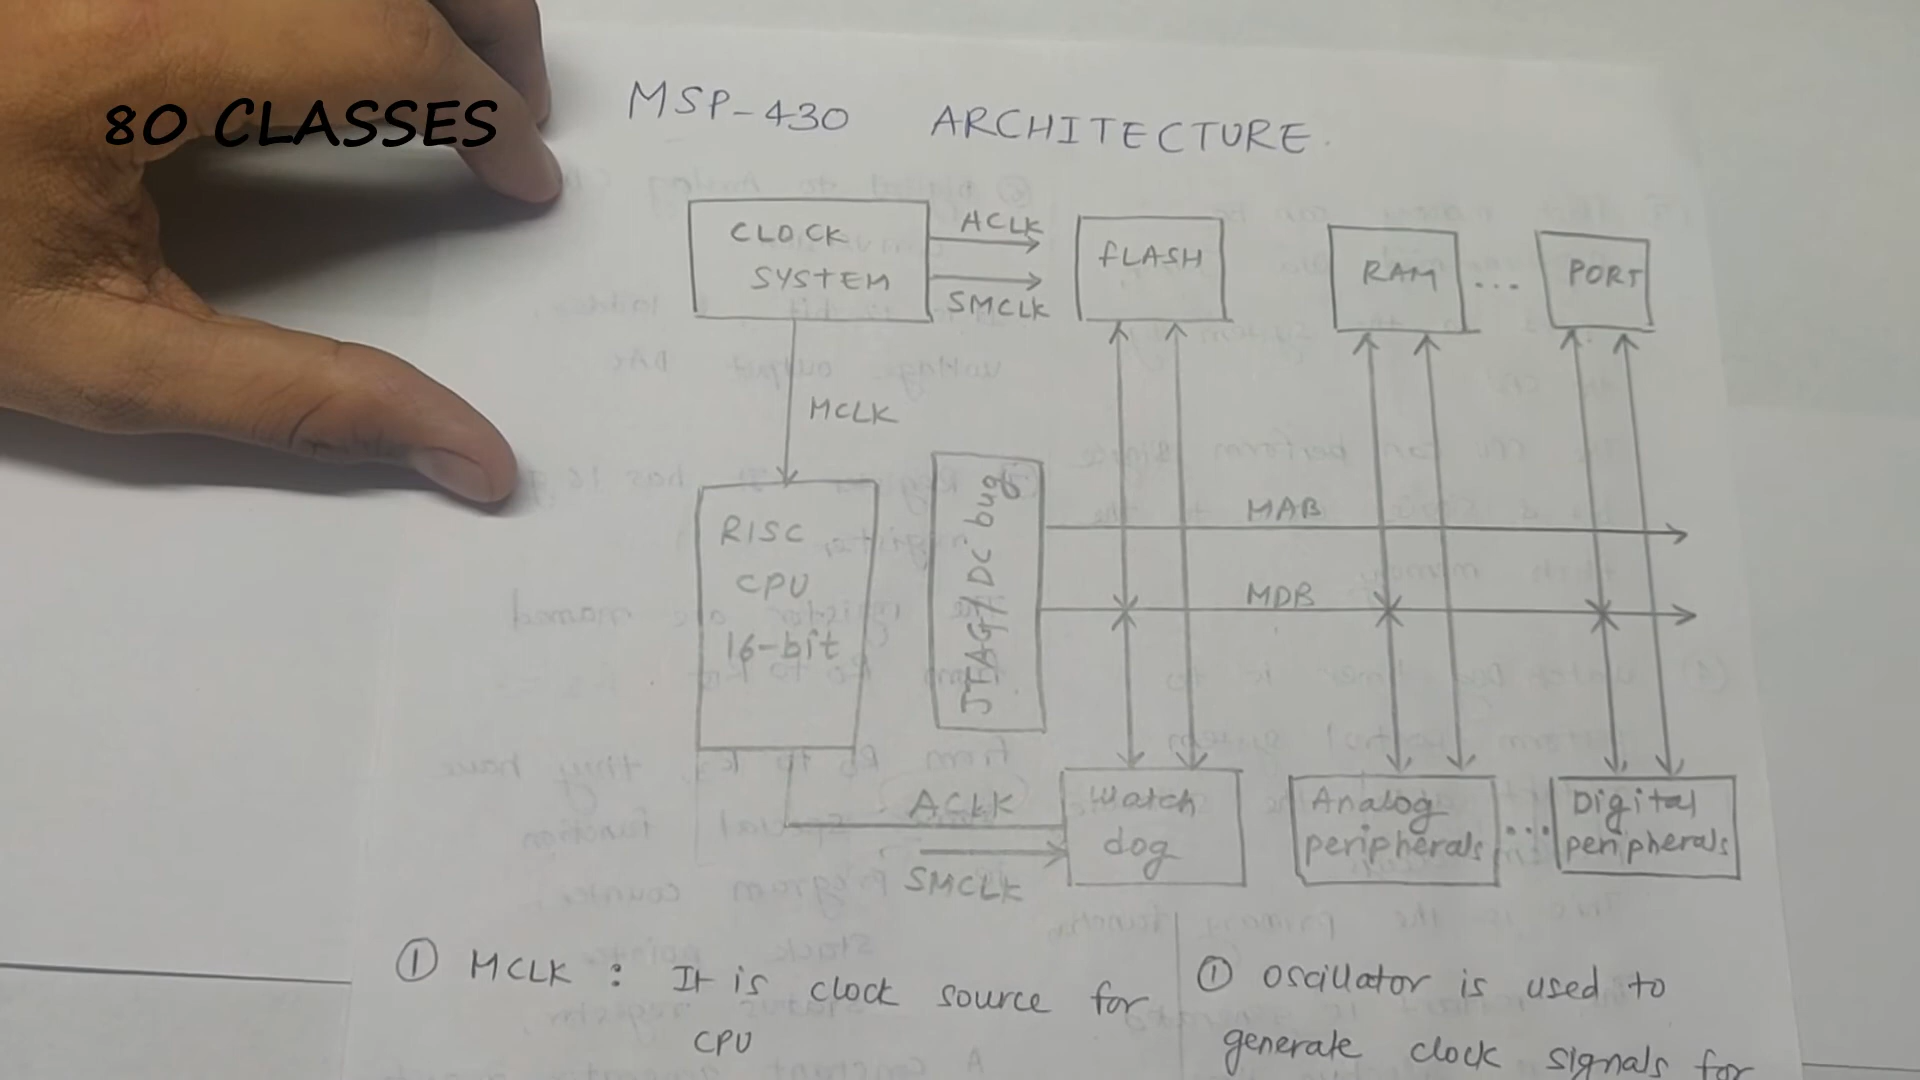 80 CLASSES
MSP-430 ARCHITECTURE.
CLOCK
SYSTEM
ACLK
SMCLK
fLASH
RAM
...
PORT
MCLK
RISC
CPU
16-bit
JTAG/DC bug
MAB
MDB
ACLK
SMCLK
Watch
dog
Analog
peripherals
...
Digital
peripherals
① MCLK : It is clock source for
CPU
① oscillator is used to
generate clock signals for